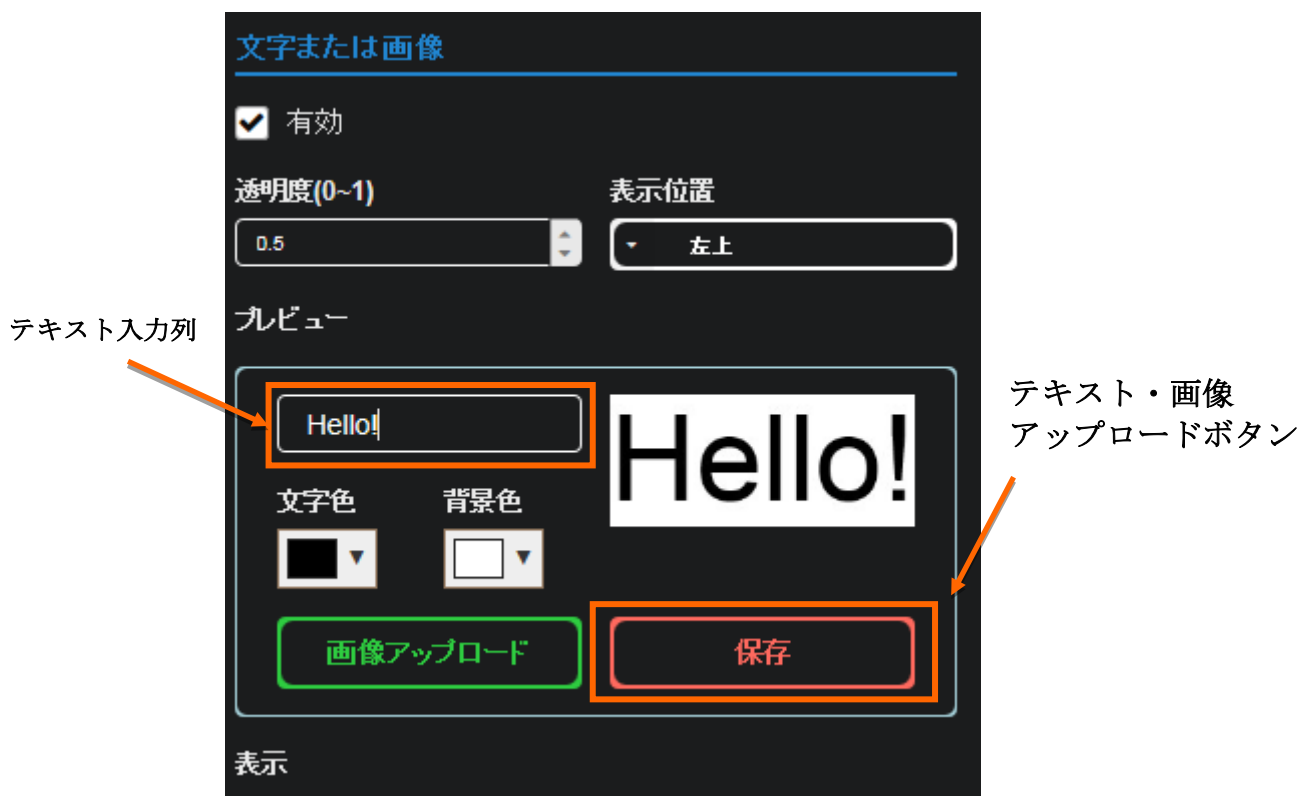 文字または画像
有効
透明度(0~1)
表示位置
0.5
左上
プレビュー
テキスト入力列
Hello!
Hello!
テキスト・画像
アップロードボタン
文字色
背景色
画像アップロード
保存
表示